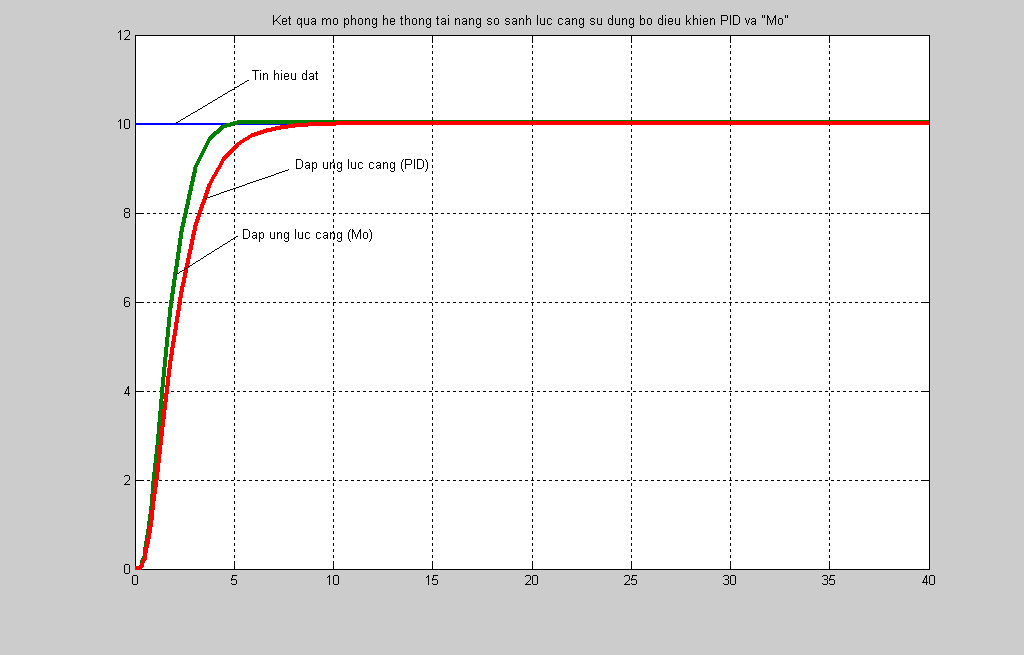 Ket qua mo phong he thong tai nang so sanh luc cang su dung bo dieu khien PID va "Mo"
12
Tin hieu dat
10
Dap ung luc cang (PID)
8
Dap ung luc cang (Mo)
6
4
2
0
0 5 10 15 20 25 30 35 40